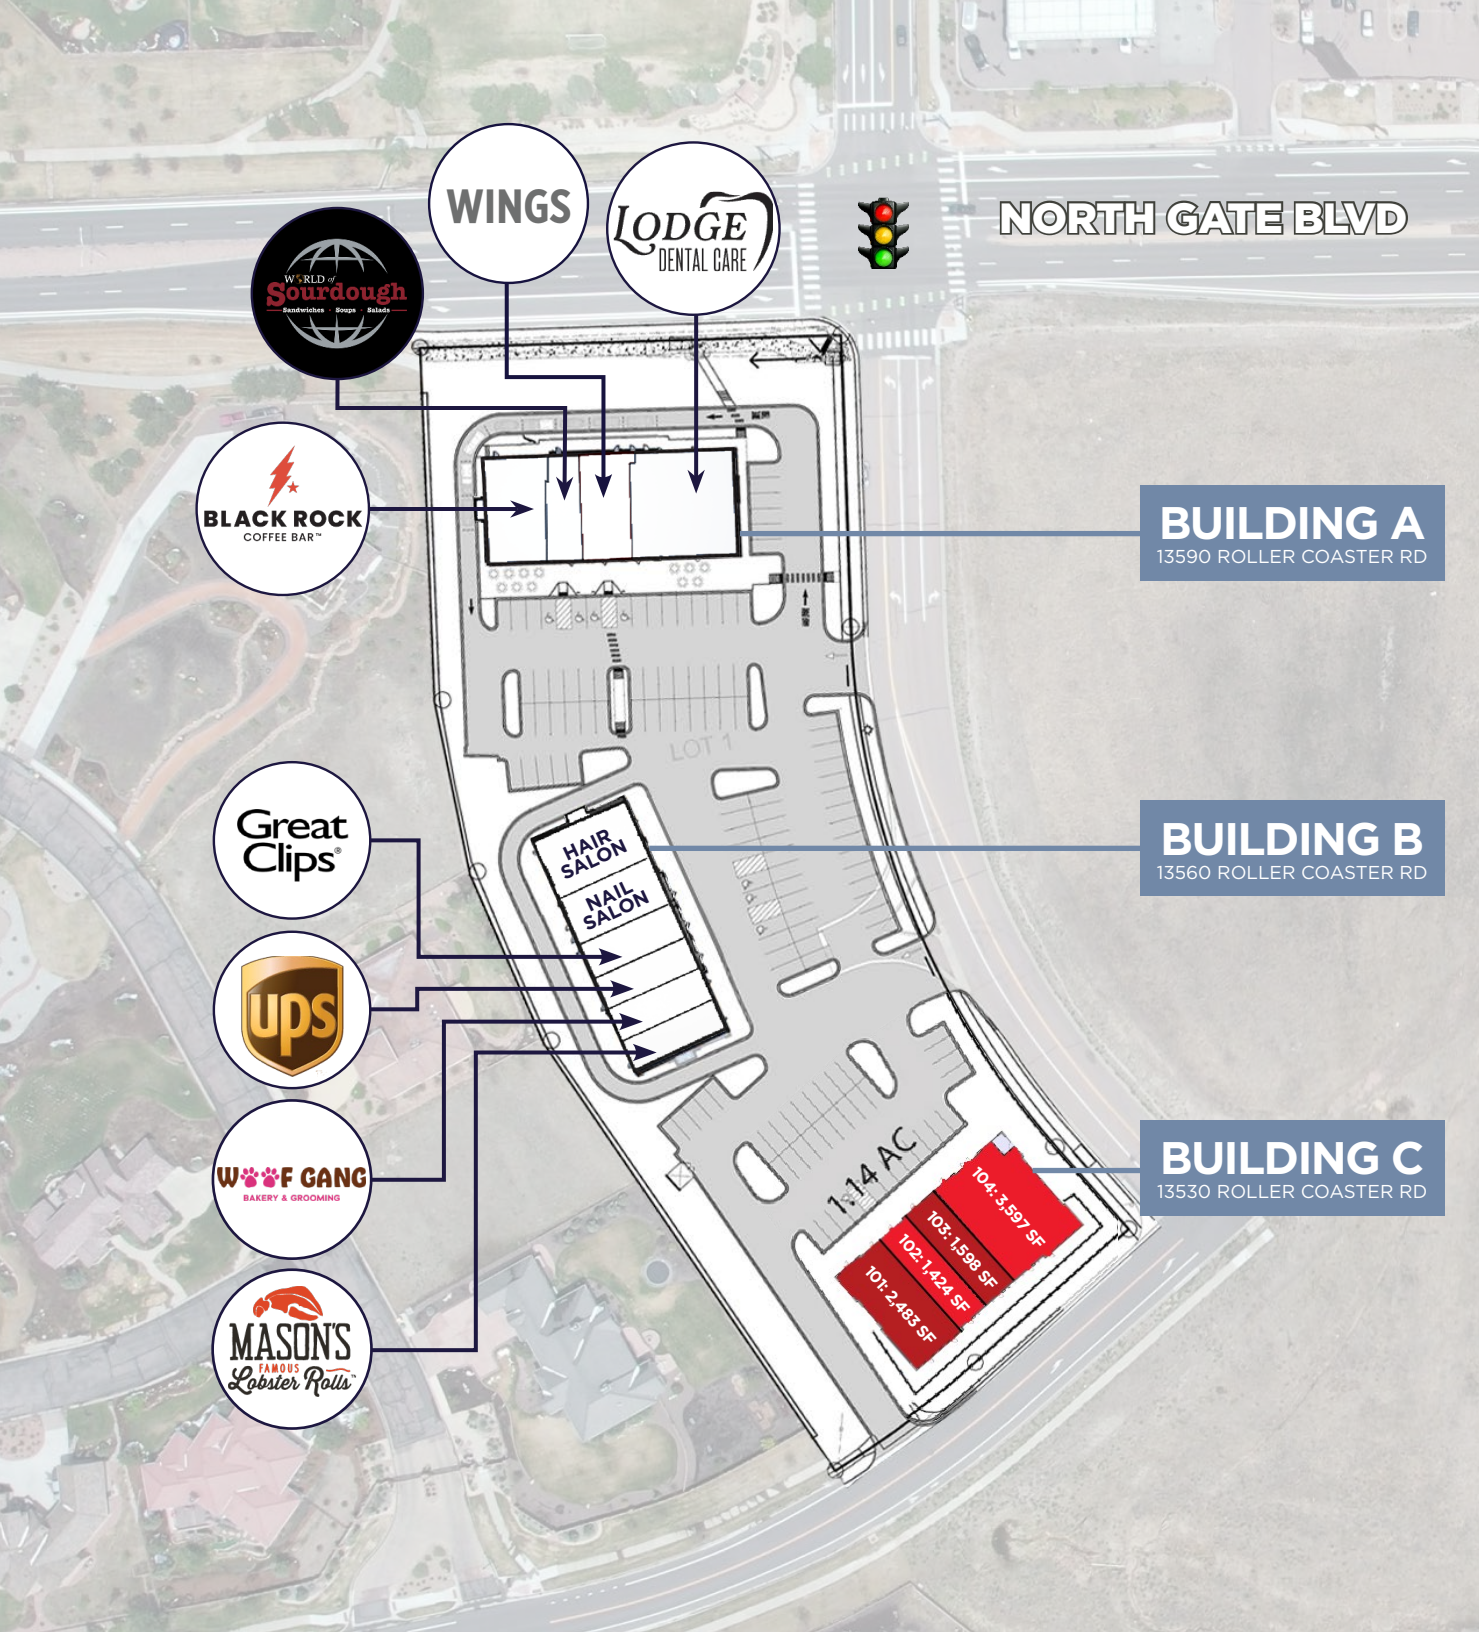 WINGS
LODGE
DENTAL CARE
NORTH GATE BLVD
WORLD of
Sourdough
Sandwiches · Soups · Salads
BLACK ROCK
COFFEE BAR™
BUILDING A
13590 ROLLER COASTER RD
LOT 1
Great
Clips®
HAIR
SALON
NAIL
SALON
BUILDING B
13560 ROLLER COASTER RD
ups
WOOF GANG
BAKERY & GROOMING
1.14 AC
BUILDING C
13530 ROLLER COASTER RD
104: 3,597 SF
103: 1,598 SF
102: 1,424 SF
101: 2,483 SF
MASON'S
FAMOUS
Lobster Rolls™